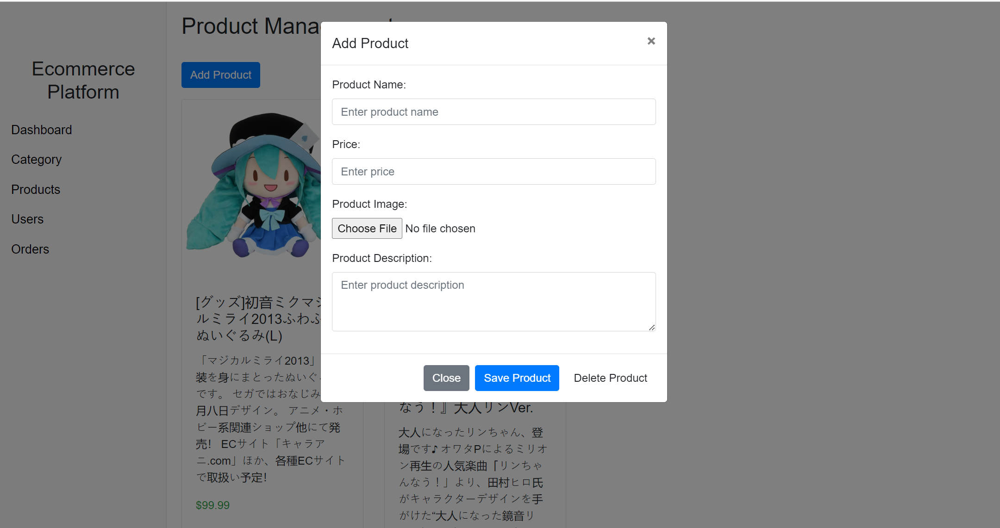 Product Mana
Ecommerce
Platform
Dashboard
Category
Products
Users
Orders
Add Product
[グッズ]初音ミクマジ
ルミライ2013ふわふ
ぬいぐるみ(L)
「マジカルミライ2013」
装を身にまとったぬいぐ
です。 セガではおなじみ
月八日デザイン。 アニメ・ホ
ビー系関連ショップ他にて発
売！ ECサイト「キャラア
ニ.com」ほか、各種ECサイト
で取扱い予定！
$99.99
なう！』大人リンVer.
大人になったリンちゃん、登
場です♪ オワタPによるミリオ
ン再生の人気楽曲「リンちゃ
んなう！」より、田村ヒロ氏
がキャラクターデザインを手
がけた“大人になった鏡音リ
Add Product
×
Product Name:
Enter product name
Price:
Enter price
Product Image:
Choose File No file chosen
Product Description:
Enter product description
Close Save Product Delete Product